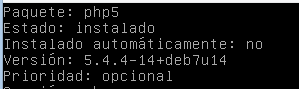 Paquete: php5
Estado: instalado
Instalado automáticamente: no
Versión: 5.4.4-14+deb7u14
Prioridad: opcional